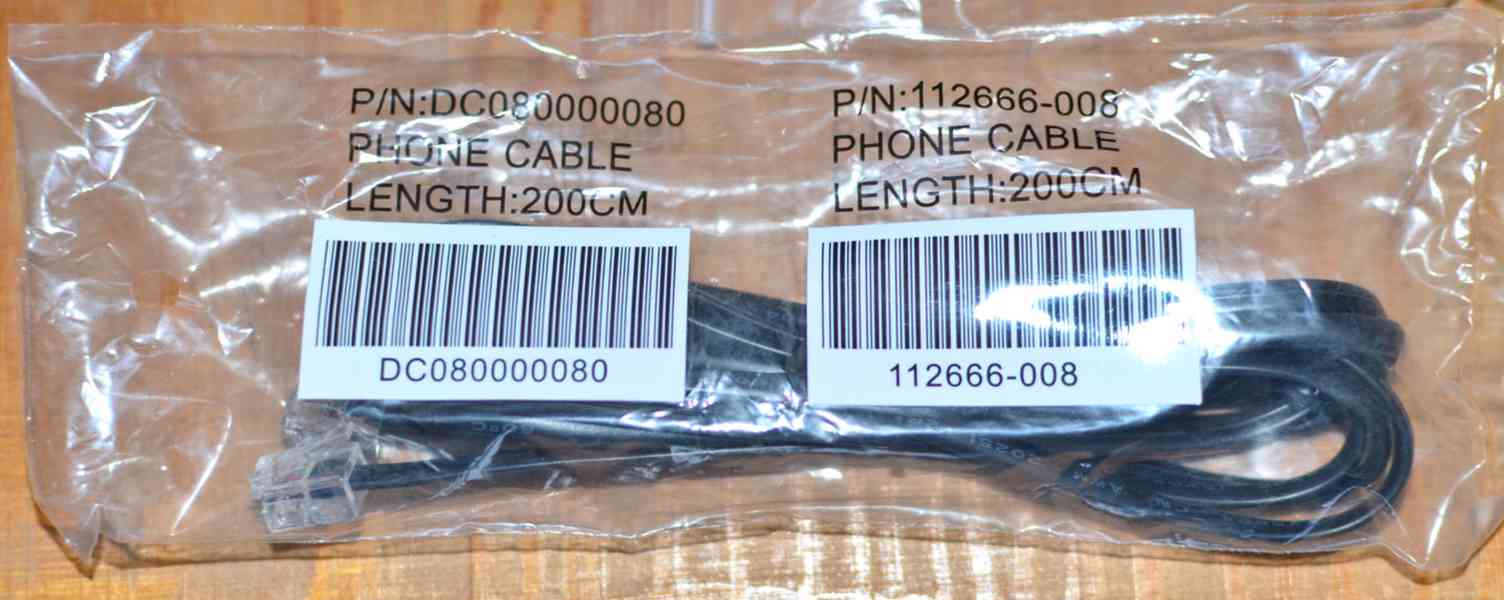 P/N:DC080000080
PHONE CABLE
LENGTH:200CM
DC080000080
P/N:112666-008
PHONE CABLE
LENGTH:200CM
112666-008